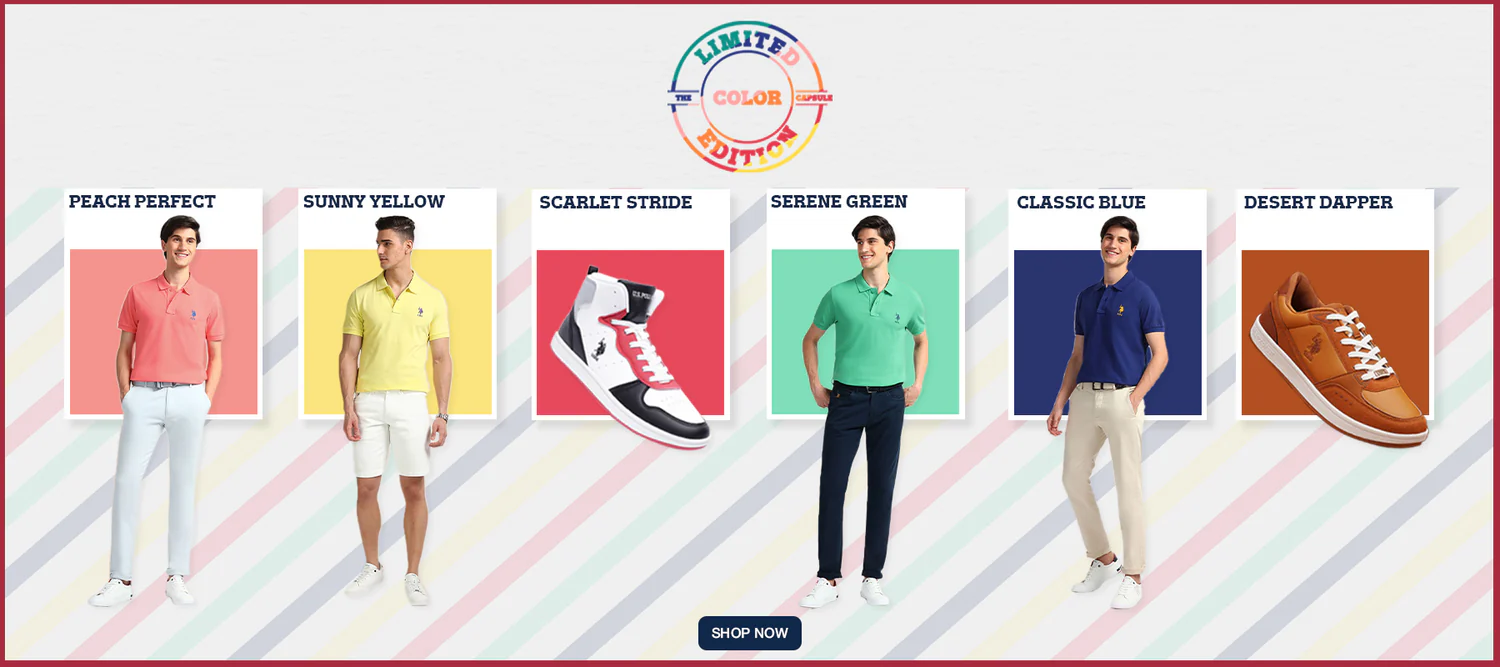 LIMITED
THE COLOR CAPSULE
EDITION
PEACH PERFECT
SUNNY YELLOW
SCARLET STRIDE
SERENE GREEN
CLASSIC BLUE
DESERT DAPPER
U.S. POLO
SHOP NOW